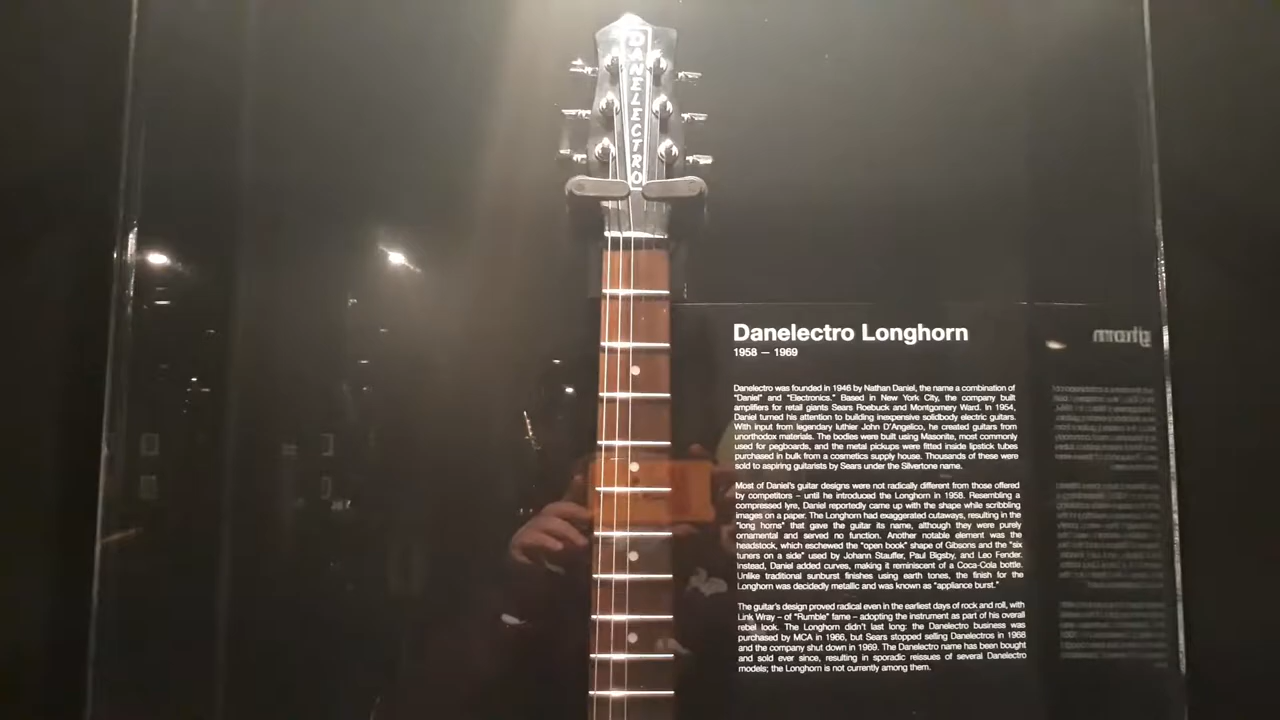 DANELECTRO
Danelectro Longhorn
1958 — 1969
Danelectro was founded in 1946 by Nathan Daniel, the name a combination of
“Daniel” and “Electronics.” Based in New York City, the company built
amplifiers for retail giants Sears Roebuck and Montgomery Ward. In 1954,
Daniel turned his attention to building inexpensive solidbody electric guitars.
With input from legendary luthier John D’Angelico, he created guitars from
unorthodox materials. The bodies were built using Masonite, most commonly
used for pegboards, and the metal pickups were fitted inside lipstick tubes
purchased in bulk from a cosmetics supply house. Thousands of these were
sold to aspiring guitarists by Sears under the Silvertone name.
Most of Daniel’s guitar designs were not radically different from those offered
by competitors – until he introduced the Longhorn in 1958. Resembling a
compressed lyre, Daniel reportedly came up with the shape while scribbling
images on a paper. The Longhorn had exaggerated cutaways, resulting in the
“long horns” that gave the guitar its name, although they were purely
ornamental and served no function. Another notable element was the
headstock, which eschewed the “open book” shape of Gibsons and the “six
tuners on a side” used by Johann Stauffer, Paul Bigsby, and Leo Fender.
Instead, Daniel added curves, making it reminiscent of a Coca-Cola bottle.
Unlike traditional sunburst finishes using earth tones, the finish for the
Longhorn was decidedly metallic and was known as “appliance burst.”
The guitar’s design proved radical even in the earliest days of rock and roll, with
Link Wray – of “Rumble” fame – adopting the instrument as part of his overall
rebel look. The Longhorn didn’t last long: the Danelectro business was
purchased by MCA in 1966, but Sears stopped selling Danelectros in 1968
and the company shut down in 1969. The Danelectro name has been bought
and sold ever since, resulting in sporadic reissues of several Danelectro
models; the Longhorn is not currently among them.